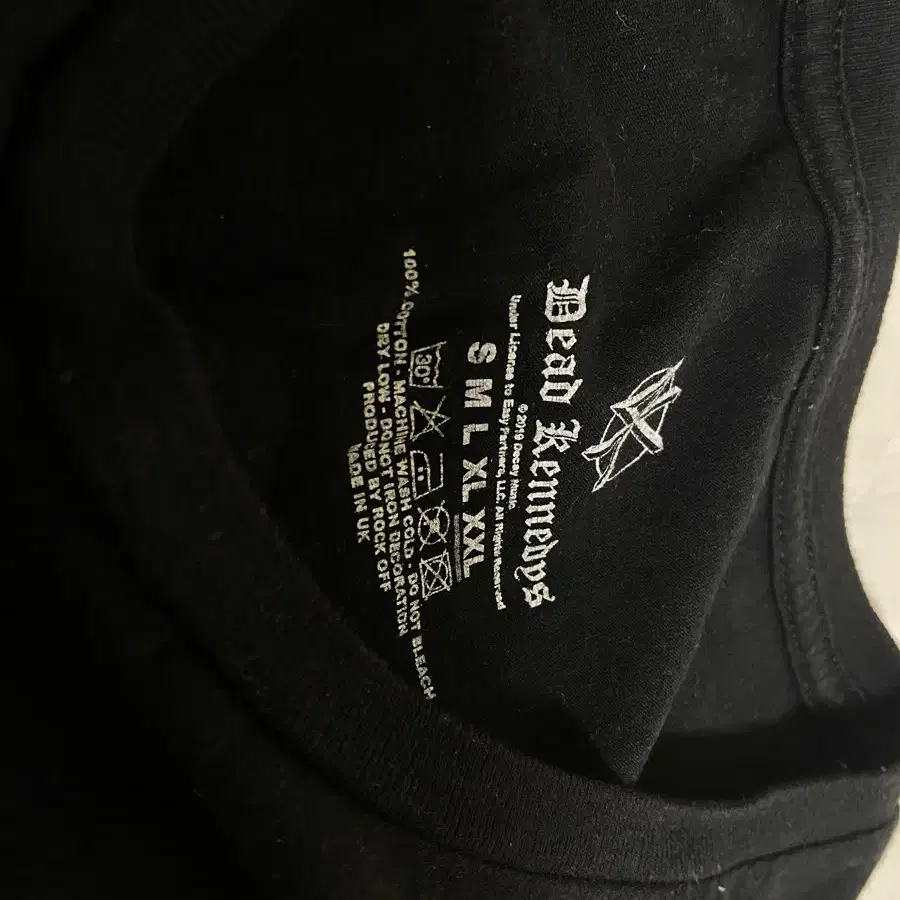 Dead Kennedys
©2019 Decay Music
Under License to Easy Partners, LLC. All Rights Reserved
S M L XL XXL
30°
100% COTTON · MACHINE WASH COLD · DO NOT BLEACH
DRY LOW · DO NOT IRON DECORATION
PRODUCED BY ROCK OFF
MADE IN UK